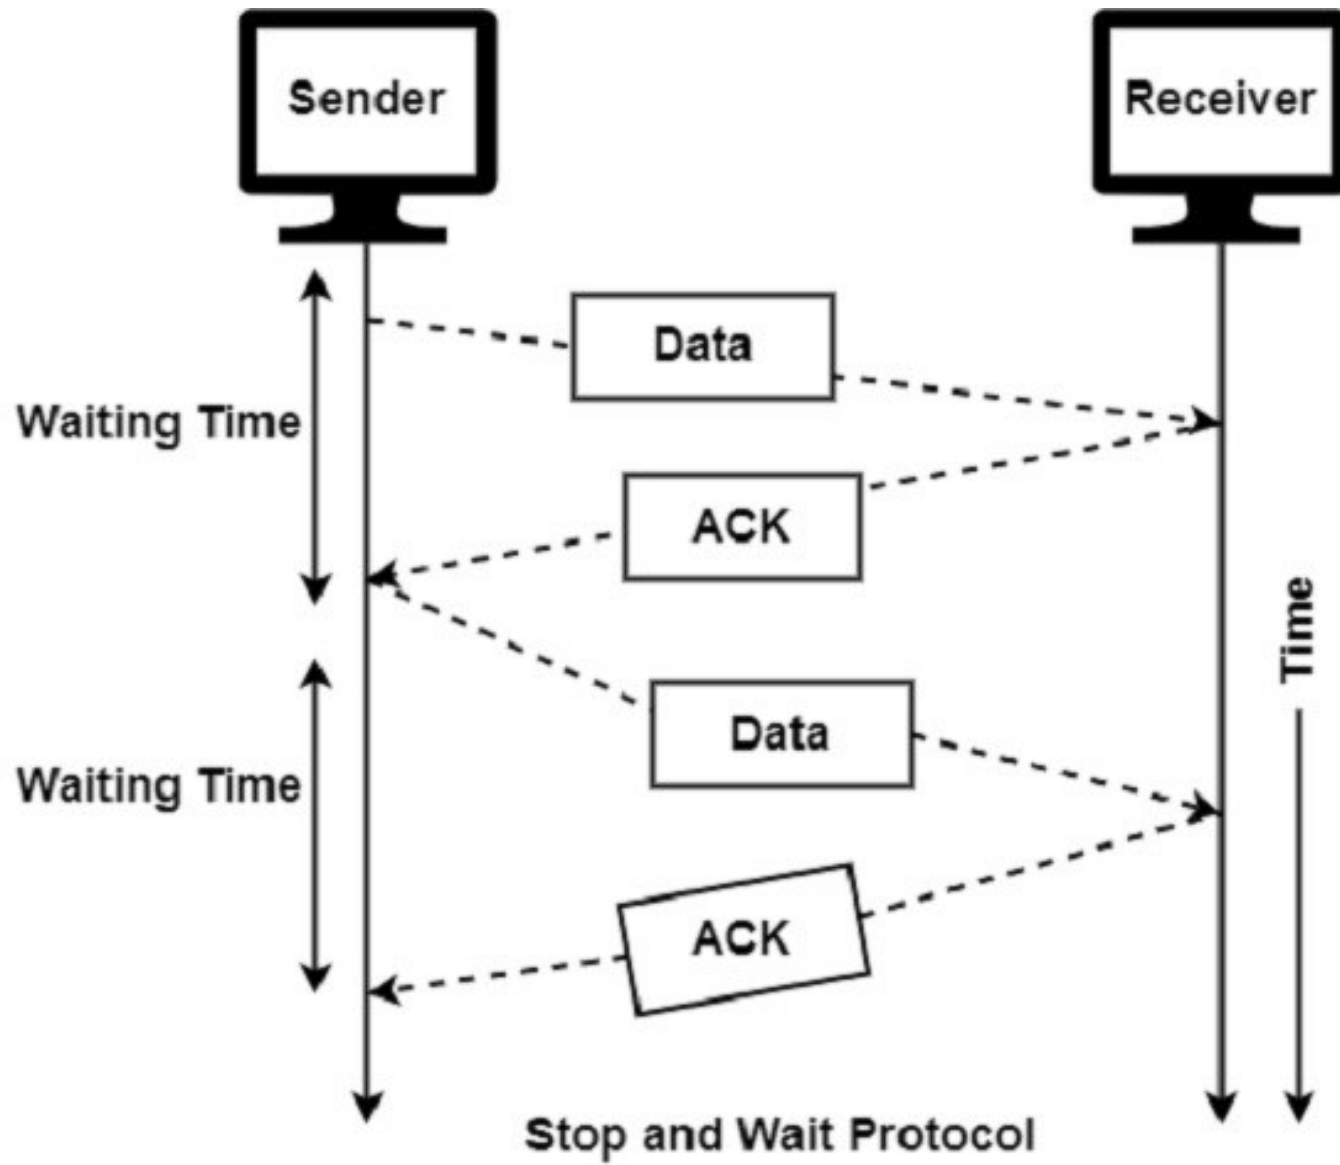 Sender
Receiver
Data
Waiting Time
ACK
Time
Data
Waiting Time
ACK
Stop and Wait Protocol